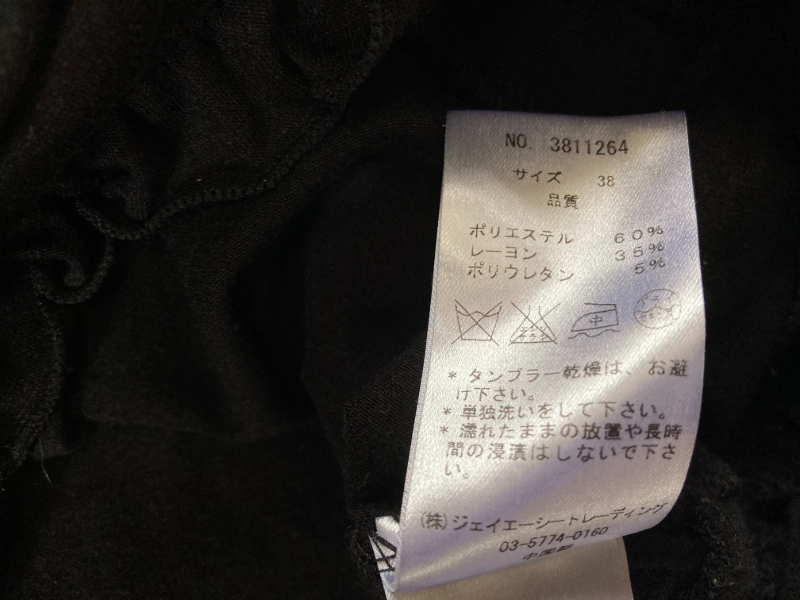 NO. 3811264
サイズ 38
品質
ポリエステル 60%
レーヨン 35%
ポリウレタン 5%
中
* タンブラー乾燥は、お避
け下さい。
* 単独洗いをして下さい。
* 濡れたままの放置や長時
間の浸漬はしないで下さ
い。
(株)ジェイエーシートレーディング
03-5774-0160
中国製